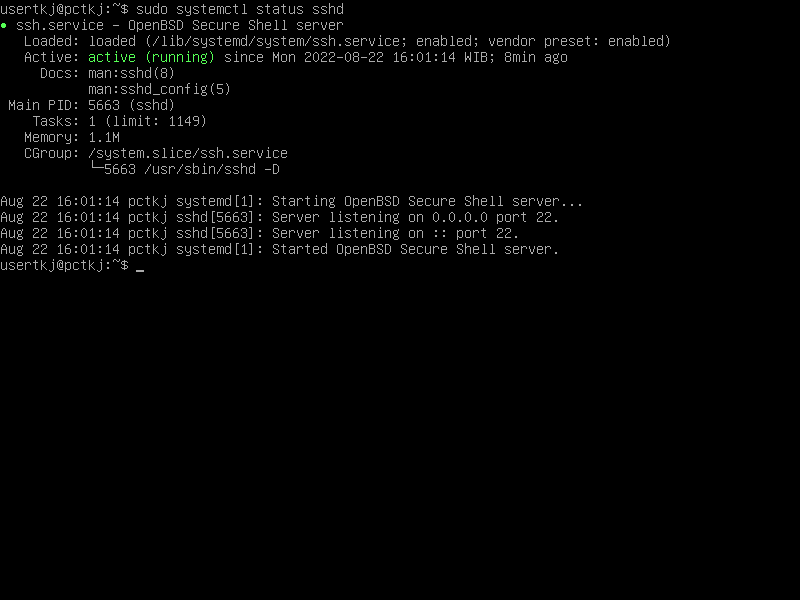 usertkj@pctkj:~$ sudo systemctl status sshd
● ssh.service - OpenBSD Secure Shell server
   Loaded: loaded (/lib/systemd/system/ssh.service; enabled; vendor preset: enabled)
   Active: active (running) since Mon 2022-08-22 16:01:14 WIB; 8min ago
     Docs: man:sshd(8)
           man:sshd_config(5)
 Main PID: 5663 (sshd)
    Tasks: 1 (limit: 1149)
   Memory: 1.1M
   CGroup: /system.slice/ssh.service
           └─5663 /usr/sbin/sshd -D

Aug 22 16:01:14 pctkj systemd[1]: Starting OpenBSD Secure Shell server...
Aug 22 16:01:14 pctkj sshd[5663]: Server listening on 0.0.0.0 port 22.
Aug 22 16:01:14 pctkj sshd[5663]: Server listening on :: port 22.
Aug 22 16:01:14 pctkj systemd[1]: Started OpenBSD Secure Shell server.
usertkj@pctkj:~$ _